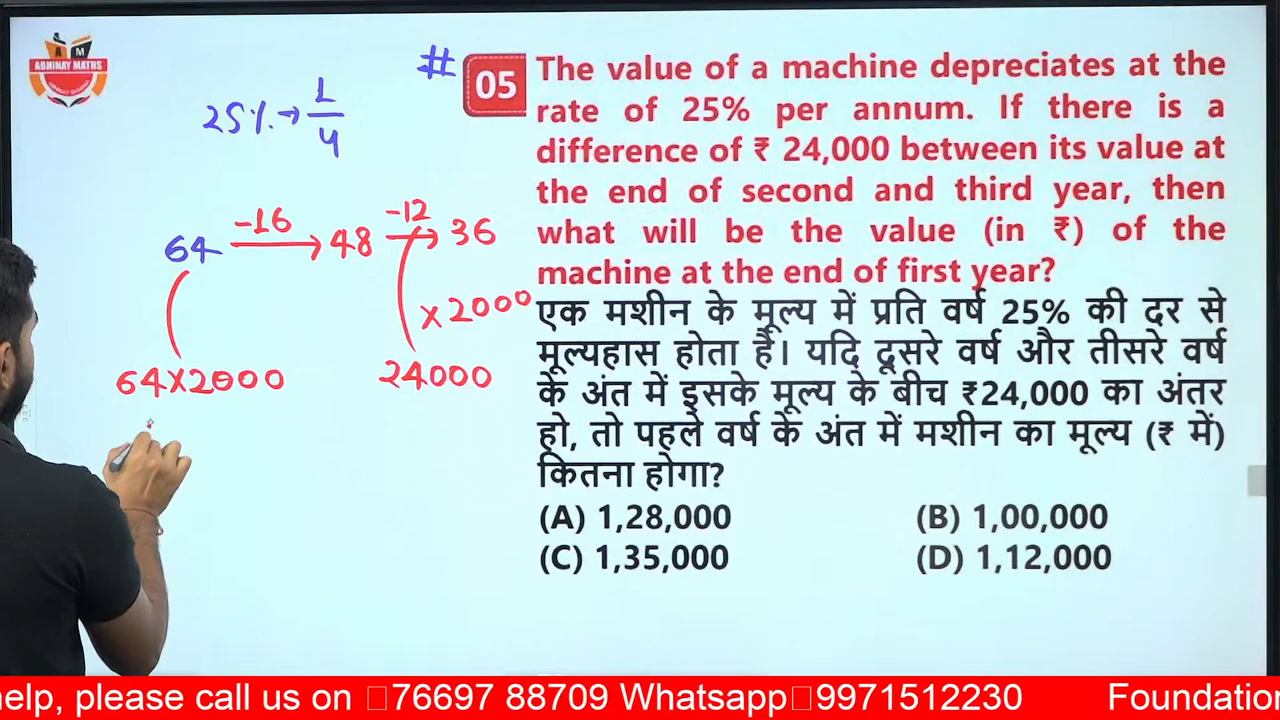 ABHINAY MATHS
25% → 1/4
#
05
The value of a machine depreciates at the
rate of 25% per annum. If there is a
difference of ₹ 24,000 between its value at
the end of second and third year, then
what will be the value (in ₹) of the
machine at the end of first year?
64 -16 → 48 -12 → 36
×2000
64×2000 24000
एक मशीन के मूल्य में प्रति वर्ष 25% की दर से
मूल्यहास होता है। यदि दूसरे वर्ष और तीसरे वर्ष
के अंत में इसके मूल्य के बीच ₹24,000 का अंतर
हो, तो पहले वर्ष के अंत में मशीन का मूल्य (₹ में)
कितना होगा?
(A) 1,28,000 (B) 1,00,000
(C) 1,35,000 (D) 1,12,000
help, please call us on 76697 88709 Whatsapp 9971512230 Foundation